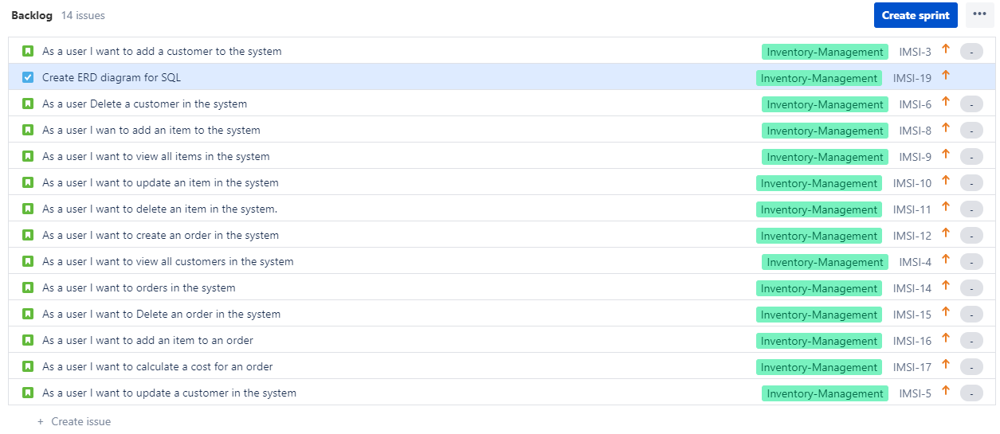 Backlog 14 issues Create sprint •••
As a user I want to add a customer to the system Inventory-Management IMSI-3 -
Create ERD diagram for SQL Inventory-Management IMSI-19
As a user Delete a customer in the system Inventory-Management IMSI-6 -
As a user I wan to add an item to the system Inventory-Management IMSI-8 -
As a user I want to view all items in the system Inventory-Management IMSI-9 -
As a user I want to update an item in the system Inventory-Management IMSI-10 -
As a user I want to delete an item in the system. Inventory-Management IMSI-11 -
As a user I want to create an order in the system Inventory-Management IMSI-12 -
As a user I want to view all customers in the system Inventory-Management IMSI-4 -
As a user I want to orders in the system Inventory-Management IMSI-14 -
As a user I want to Delete an order in the system Inventory-Management IMSI-15 -
As a user I want to add an item to an order Inventory-Management IMSI-16 -
As a user I want to calculate a cost for an order Inventory-Management IMSI-17 -
As a user I want to update a customer in the system Inventory-Management IMSI-5 -
+ Create issue